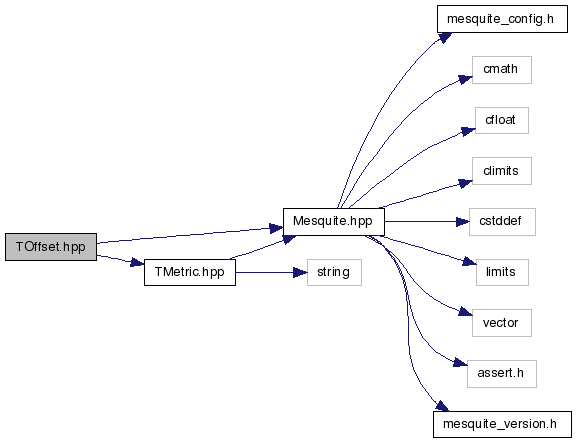 mesquite_config.h
cmath
cfloat
climits
Mesquite.hpp
cstddef
TOffset.hpp
TMetric.hpp
string
limits
vector
assert.h
mesquite_version.h